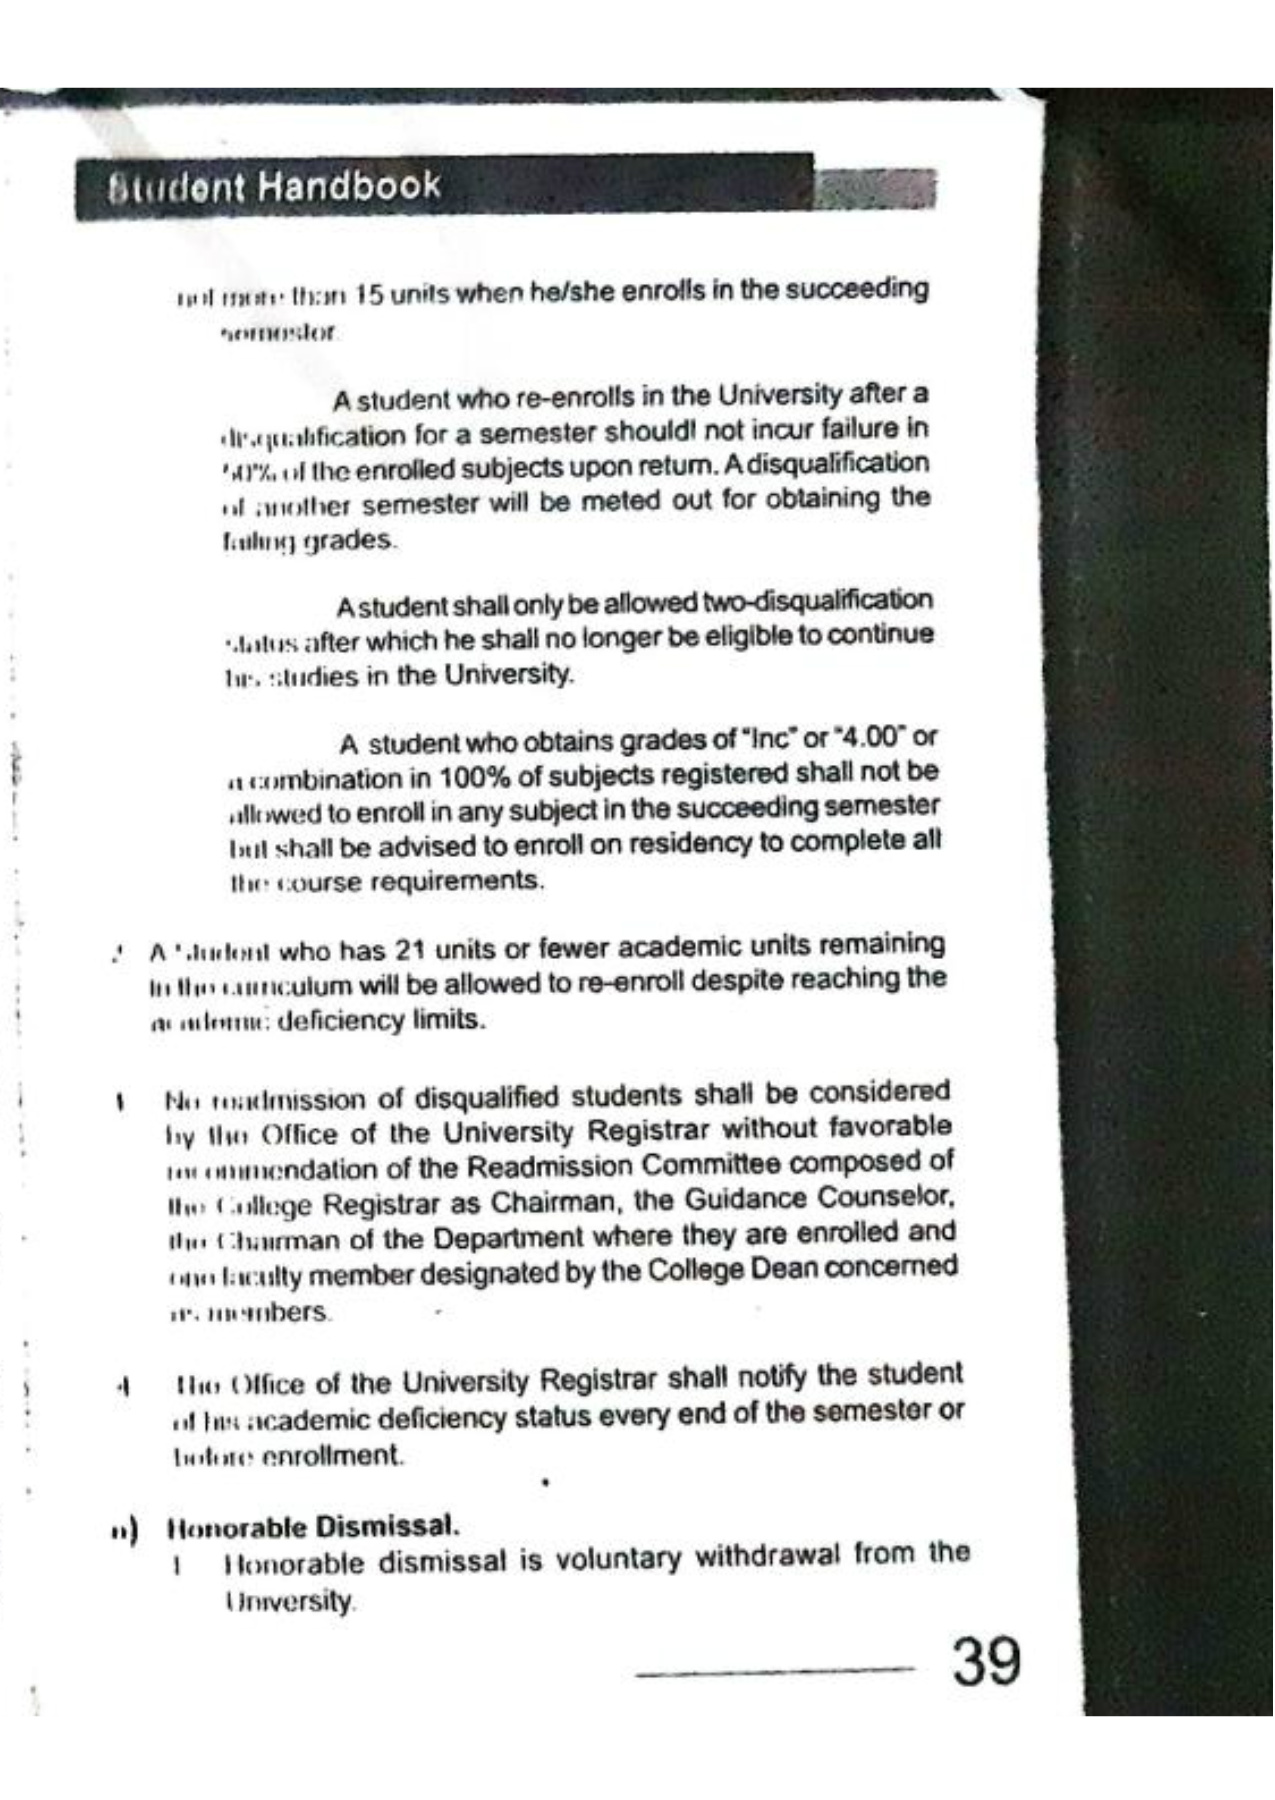 Student Handbook
not more than 15 units when he/she enrolls in the succeeding
semester.
A student who re-enrolls in the University after a
disqualification for a semester should not incur failure in
50% of the enrolled subjects upon return. A disqualification
of another semester will be meted out for obtaining the
failing grades.
A student shall only be allowed two-disqualification
status after which he shall no longer be eligible to continue
his studies in the University.
A student who obtains grades of "Inc" or "4.00" or
a combination in 100% of subjects registered shall not be
allowed to enroll in any subject in the succeeding semester
but shall be advised to enroll on residency to complete all
the course requirements.
A student who has 21 units or fewer academic units remaining
in the curriculum will be allowed to re-enroll despite reaching the
academic deficiency limits.
No readmission of disqualified students shall be considered
by the Office of the University Registrar without favorable
recommendation of the Readmission Committee composed of
the College Registrar as Chairman, the Guidance Counselor,
the Chairman of the Department where they are enrolled and
one faculty member designated by the College Dean concerned
as members.
4 The Office of the University Registrar shall notify the student
of his academic deficiency status every end of the semester or
before enrollment.
n) Honorable Dismissal.
1 Honorable dismissal is voluntary withdrawal from the
University.
39